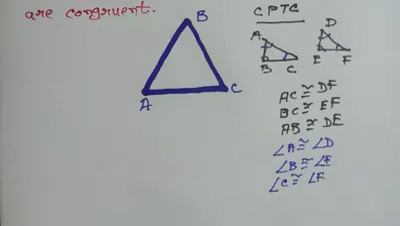 are congruent.
B
A
C
CPTC
A
B
C
D
E
F
AC ≅ DF
BC ≅ EF
AB ≅ DE
∠A ≅ ∠D
∠B ≅ ∠E
∠C ≅ ∠F